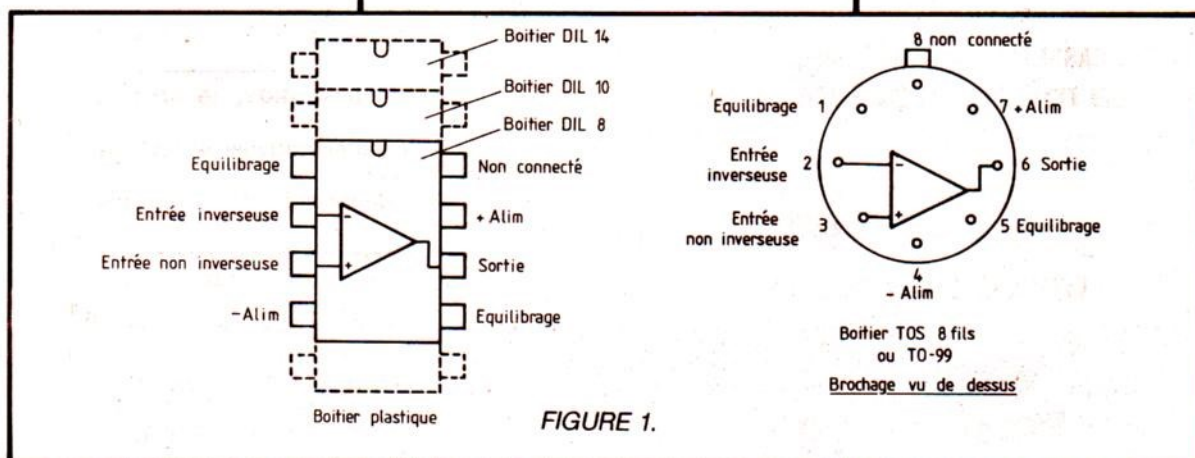 Boitier DIL 14
Boitier DIL 10
Boitier DIL 8
Equilibrage
Non connecté
Entrée inverseuse
+ Alim
Entrée non inverseuse
Sortie
-Alim
Equilibrage
Boitier plastique
8 non connecté
Equilibrage 1
7 + Alim
Entrée
inverseuse
2
6 Sortie
Entrée
non inverseuse
3
5 Equilibrage
4
- Alim
Boitier TOS 8 fils
ou TO-99
Brochage vu de dessus
FIGURE 1.